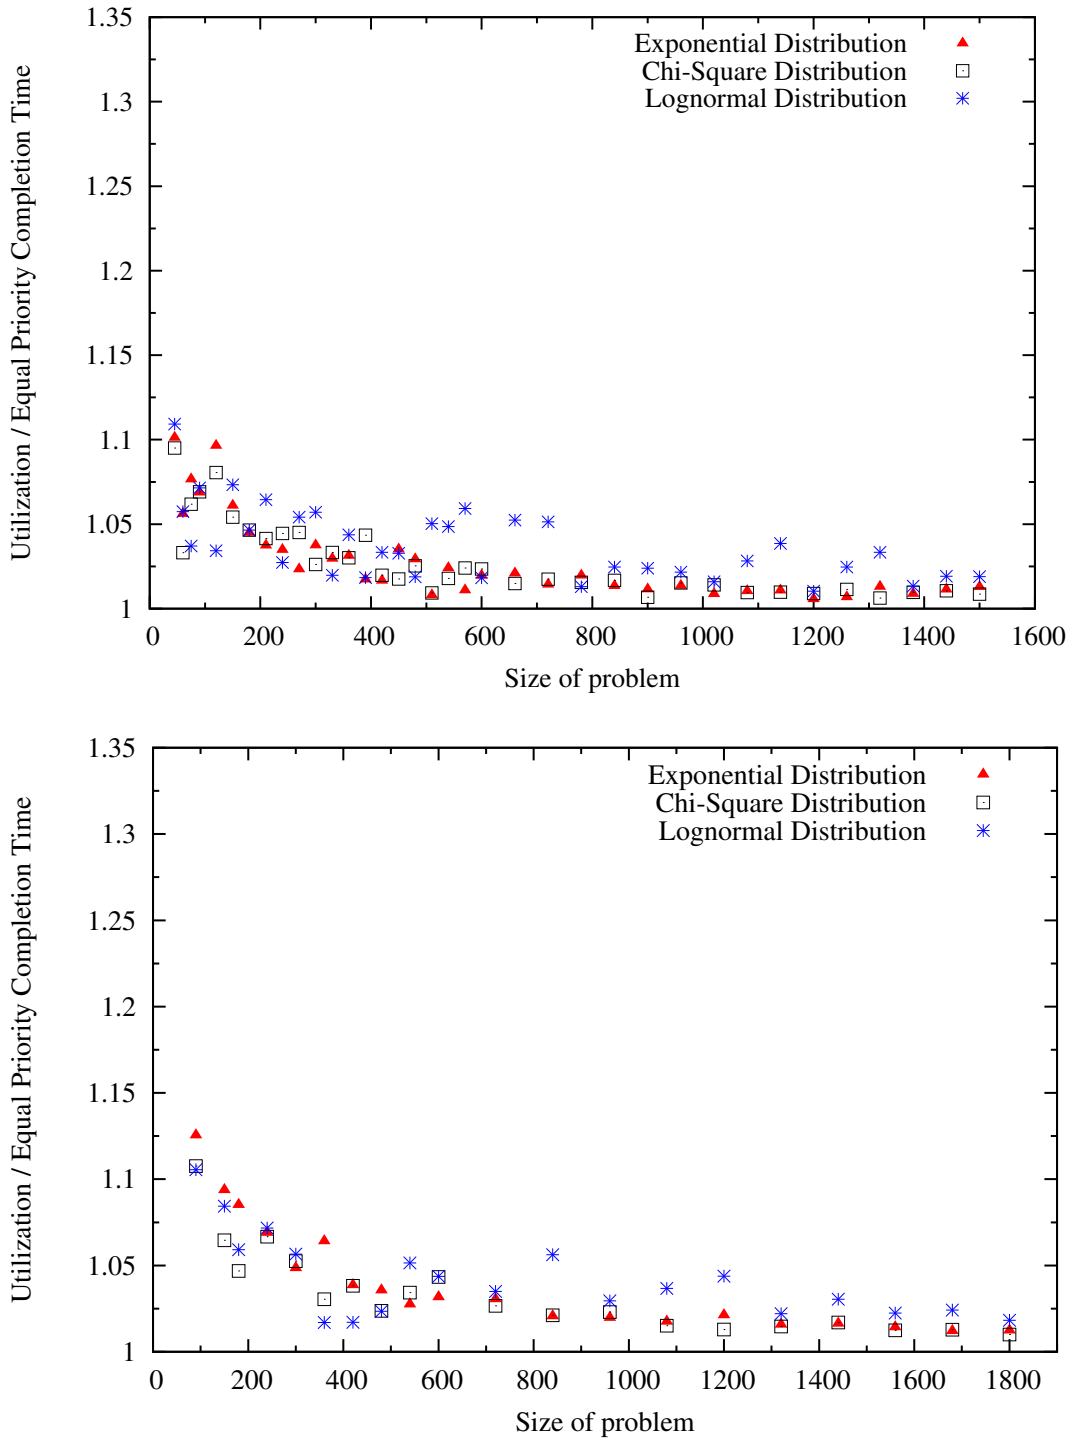 1.35
Exponential Distribution
Chi-Square Distribution
Lognormal Distribution
1.3
1.25
1.2
1.15
1.1
1.05
1
Utilization / Equal Priority Completion Time
0 200 400 600 800 1000 1200 1400 1600
Size of problem
1.35
Exponential Distribution
Chi-Square Distribution
Lognormal Distribution
1.3
1.25
1.2
1.15
1.1
1.05
1
Utilization / Equal Priority Completion Time
0 200 400 600 800 1000 1200 1400 1600 1800
Size of problem